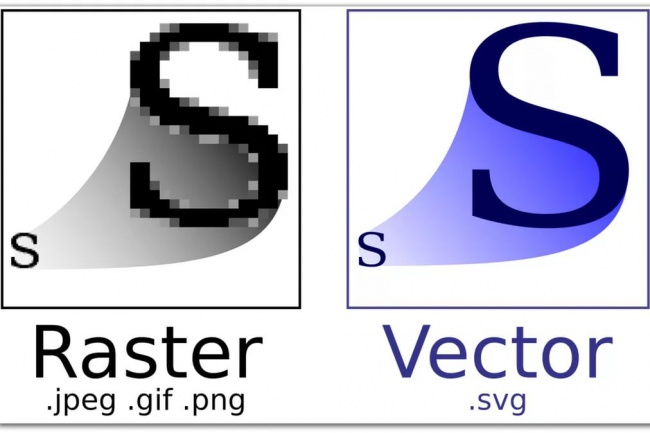 S
S
Raster
.jpeg .gif .png
S
S
Vector
.svg